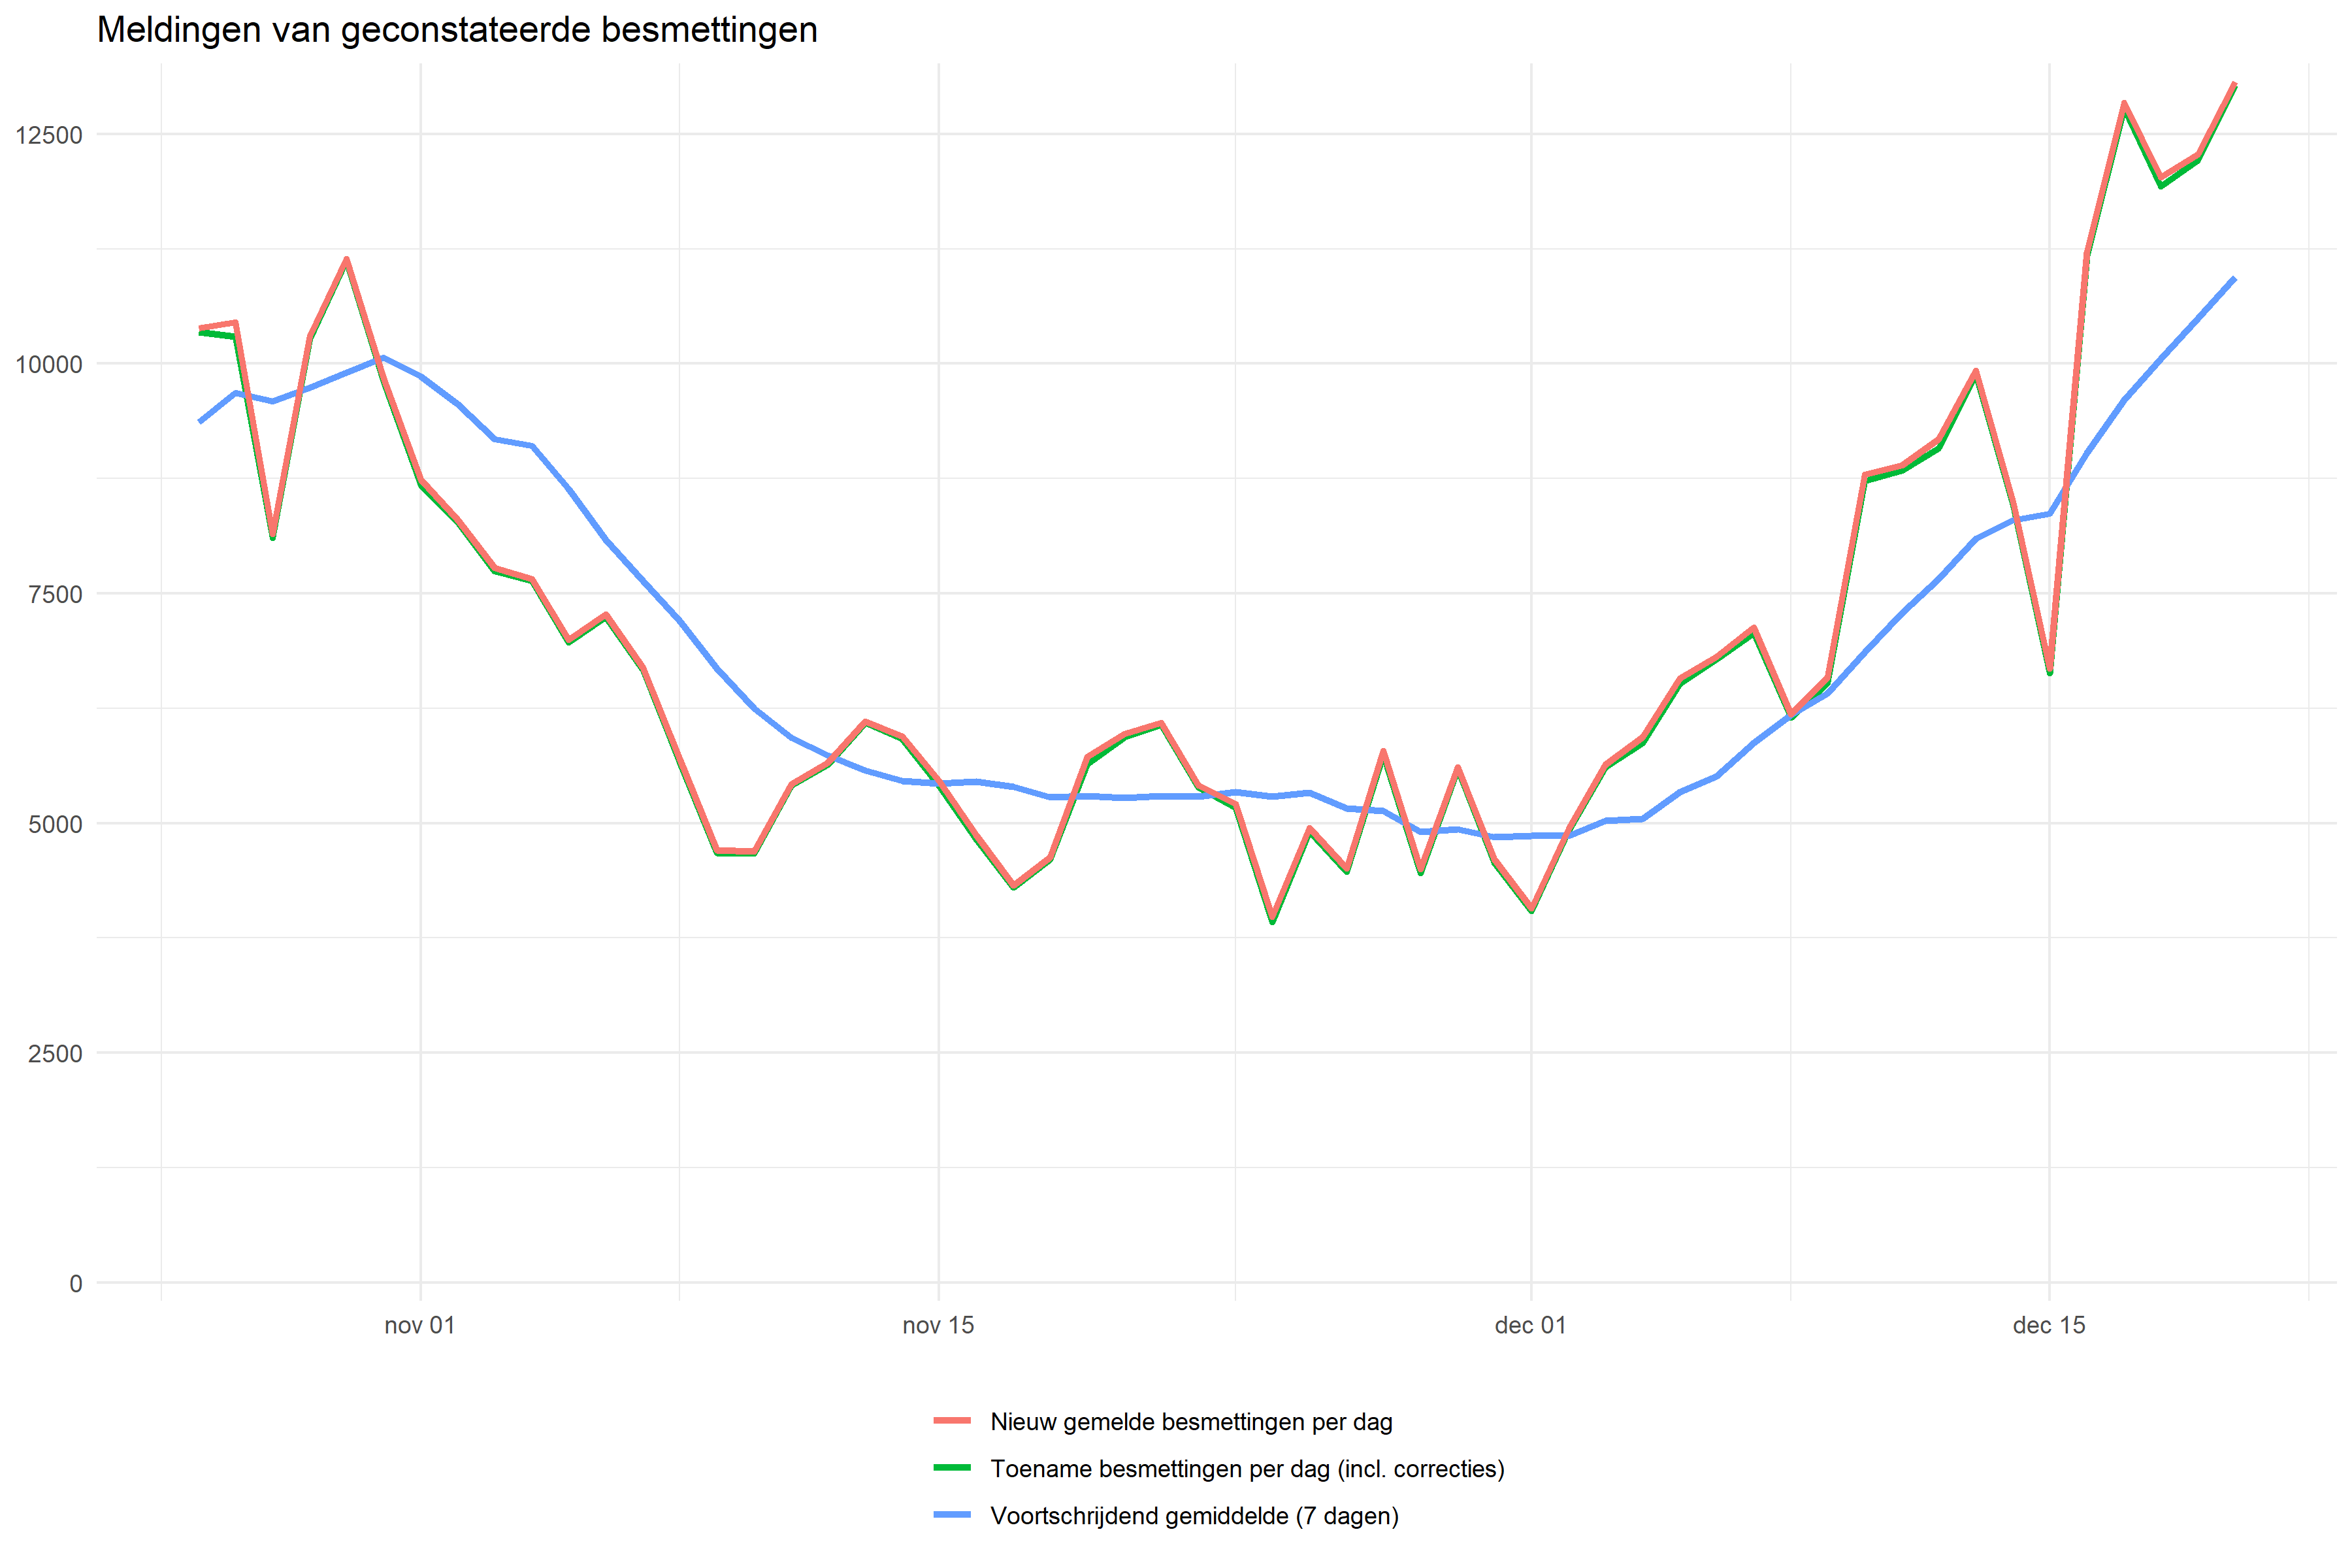 Meldingen van geconstateerde besmettingen
12500
10000
7500
5000
2500
0
nov 01 nov 15 dec 01 dec 15
Nieuw gemelde besmettingen per dag
Toename besmettingen per dag (incl. correcties)
Voortschrijdend gemiddelde (7 dagen)